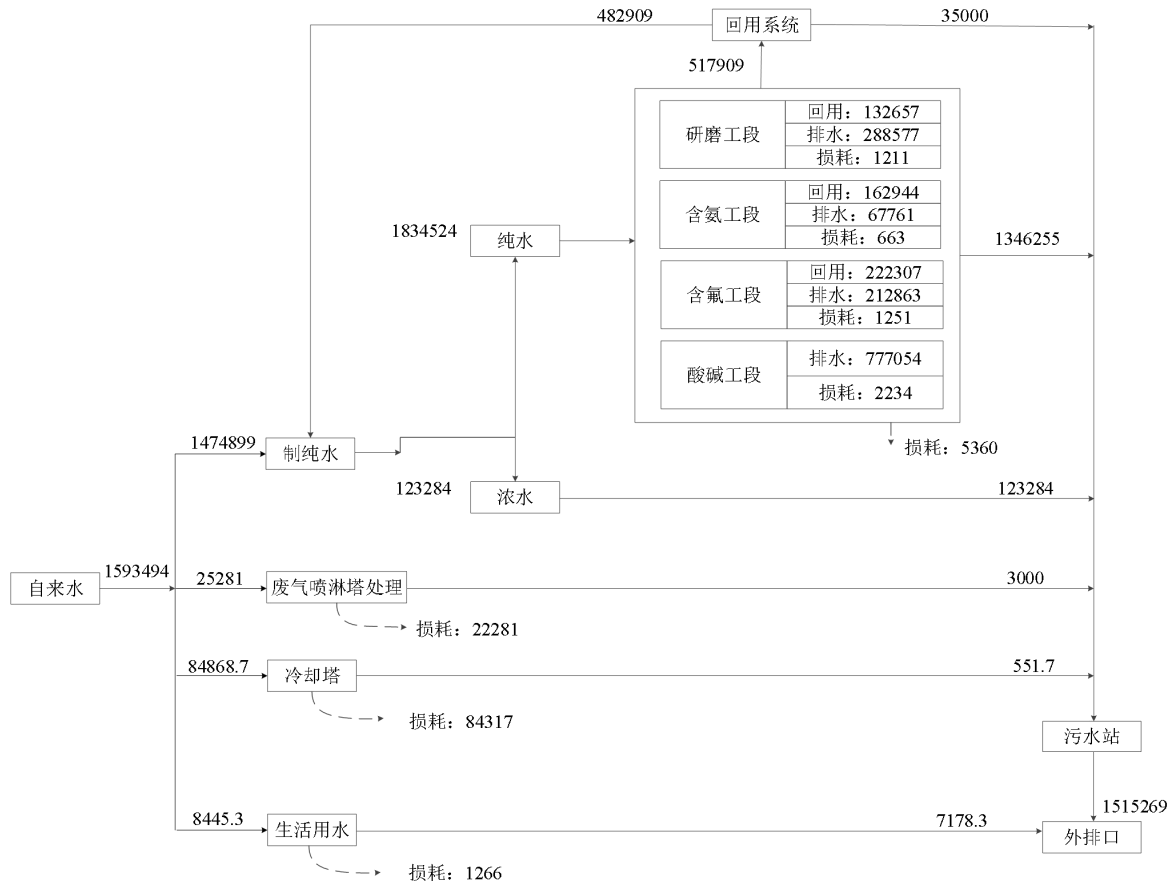 482909
回用系统
35000
517909
研磨工段
回用：132657
排水：288577
损耗：1211
含氨工段
回用：162944
排水：67761
损耗：663
1834524
纯水
1346255
含氟工段
回用：222307
排水：212863
损耗：1251
酸碱工段
排水：777054
损耗：2234
1474899
制纯水
损耗：5360
123284
浓水
123284
自来水
1593494
25281
废气喷淋塔处理
3000
损耗：22281
84868.7
冷却塔
551.7
损耗：84317
污水站
8445.3
生活用水
7178.3
1515269
外排口
损耗：1266